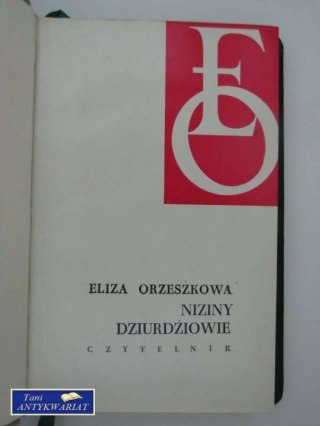 EO
ELIZA ORZESZKOWA
NIZINY
DZIURDZIOWIE
CZYTELNIK
Tani
ANTYKWARIAT